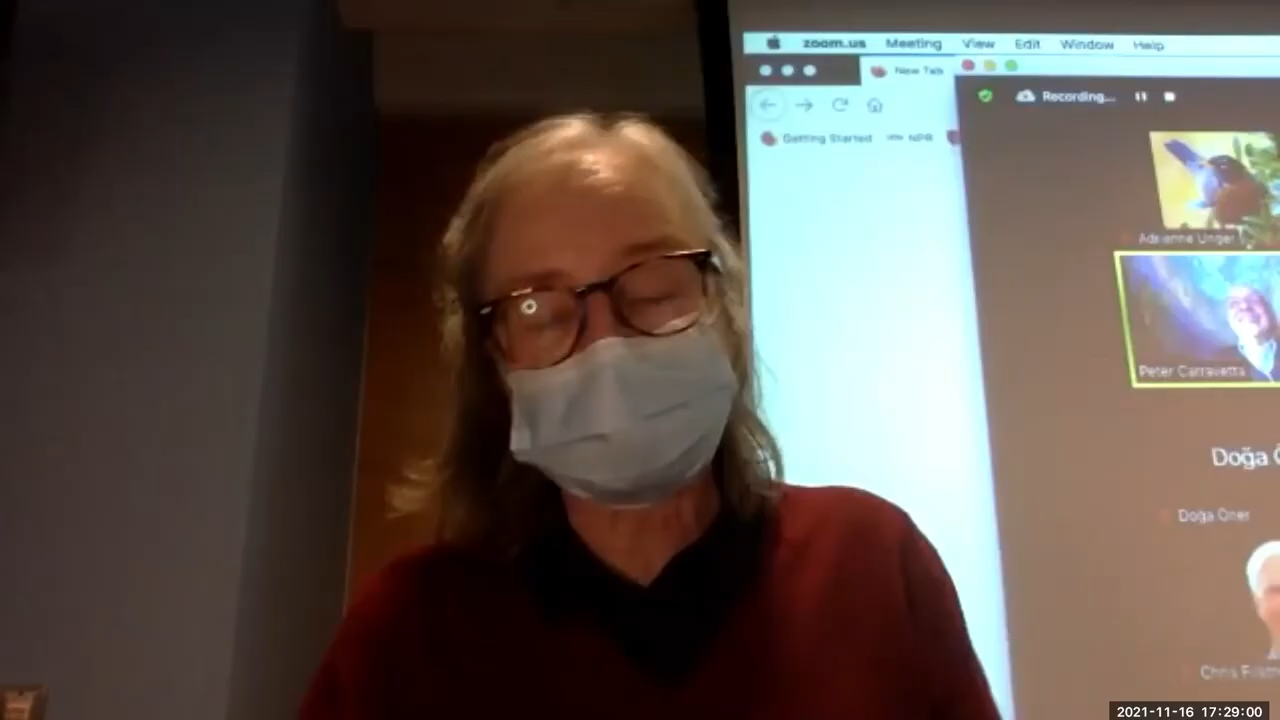 zoom.us Meeting View Edit Window Help
New Tab
Recording...
Getting Started NPR
Adrienne Unger
Peter Carravetta
Doğa
Doğa Öner
Chris
2021-11-16 17:29:00